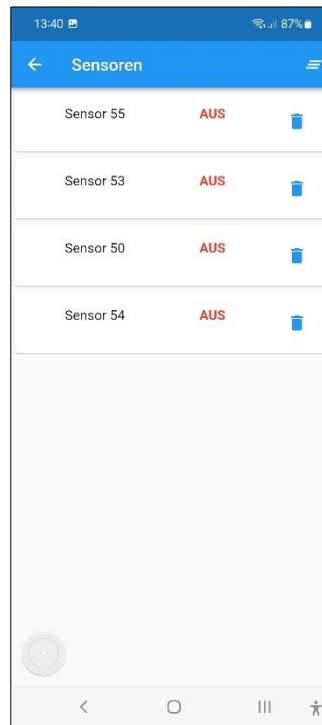 13:40 87%
Sensoren
Sensor 55 AUS
Sensor 53 AUS
Sensor 50 AUS
Sensor 54 AUS